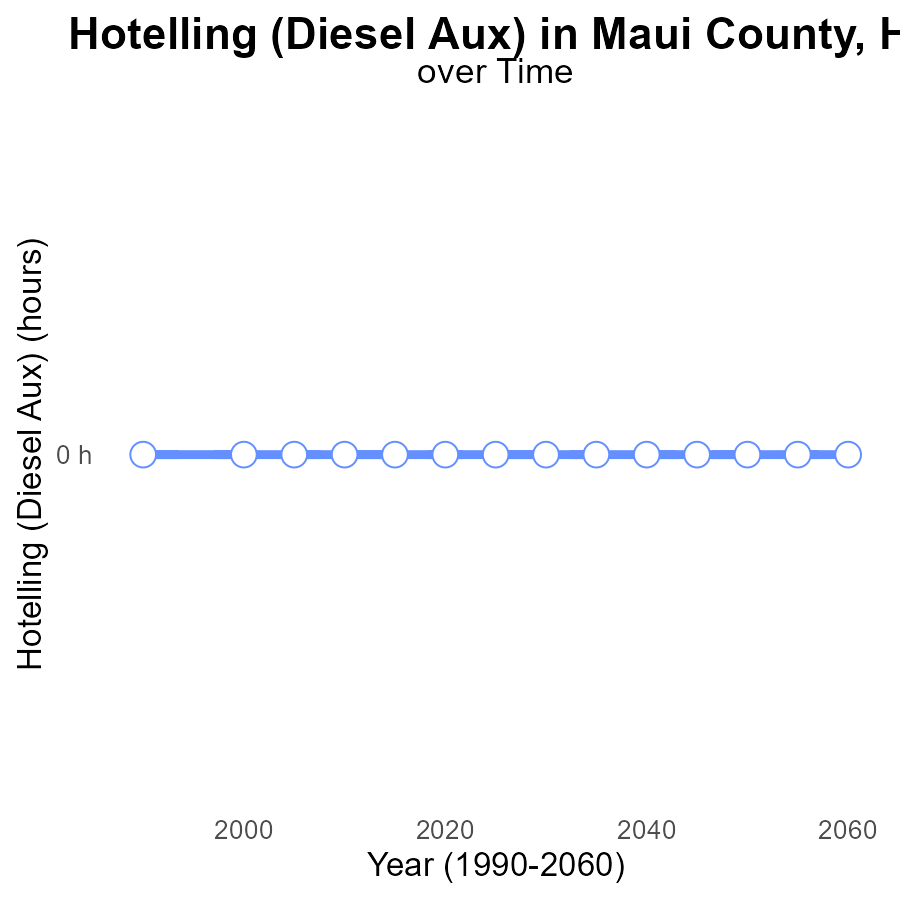 Hotelling (Diesel Aux) in Maui County, H
over Time
Hotelling (Diesel Aux) (hours)
0 h
2000 2020 2040 2060
Year (1990-2060)